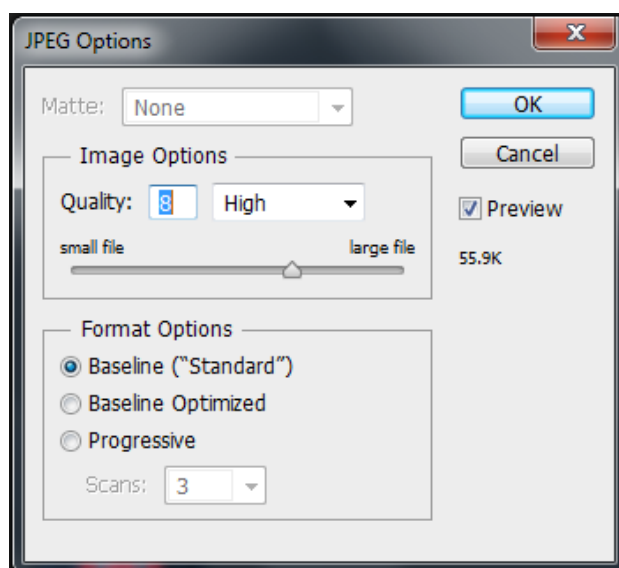 JPEG Options
Matte: None
OK
Image Options
Cancel
Quality: 8 High
Preview
small file large file
55.9K
Format Options
Baseline (“Standard”)
Baseline Optimized
Progressive
Scans: 3